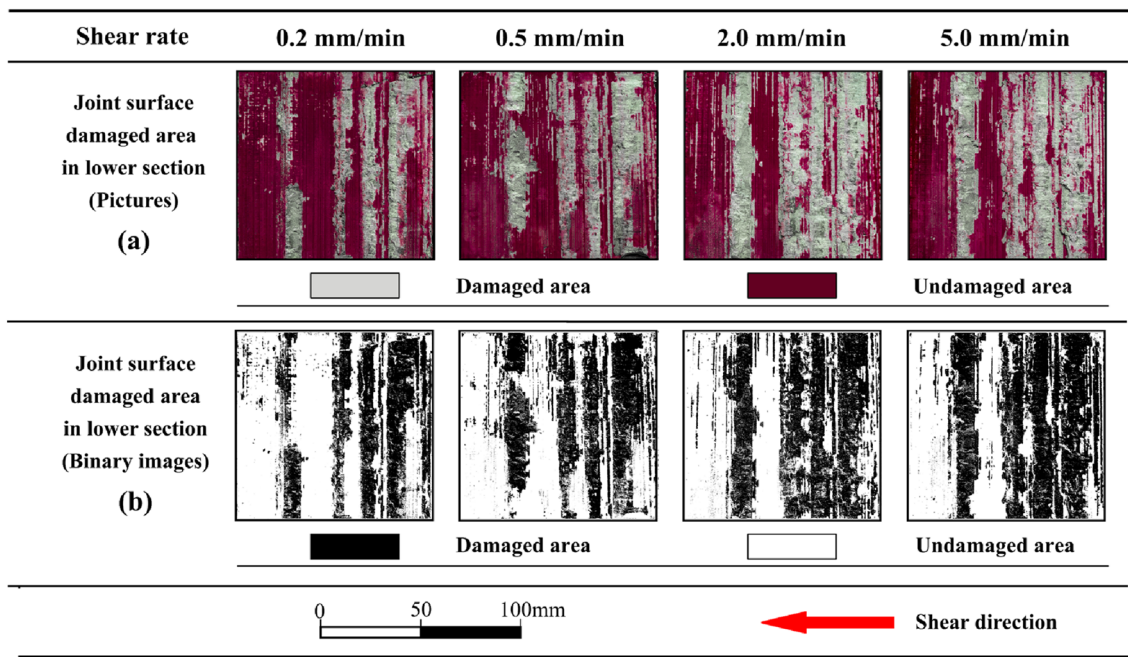 Shear rate 0.2 mm/min 0.5 mm/min 2.0 mm/min 5.0 mm/min
Joint surface
damaged area
in lower section
(Pictures)
(a)
Damaged area Undamaged area
Joint surface
damaged area
in lower section
(Binary images)
(b)
Damaged area Undamaged area
0 50 100mm
Shear direction